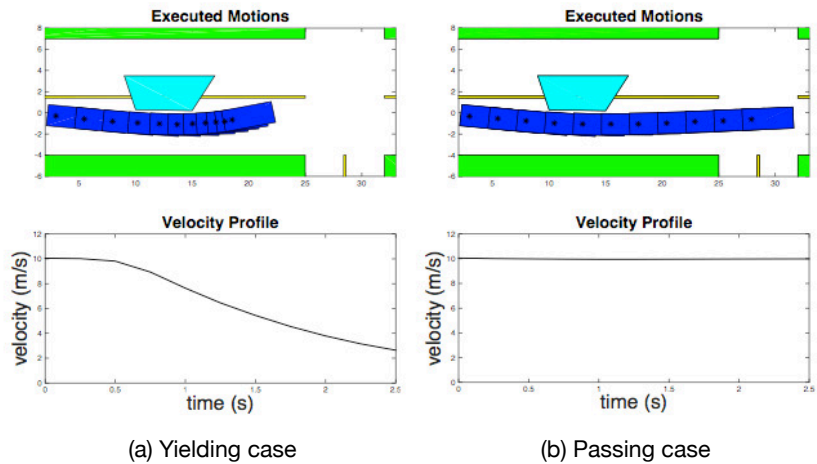 Executed Motions
8
6
4
2
0
-2
-4
-6
5 10 15 20 25 30
Velocity Profile
velocity (m/s)
12
10
8
6
4
2
0
0 0.5 1 1.5 2 2.5
time (s)
(a) Yielding case
Executed Motions
8
6
4
2
0
-2
-4
-6
5 10 15 20 25 30
Velocity Profile
velocity (m/s)
12
10
8
6
4
2
0
0 0.5 1 1.5 2 2.5
time (s)
(b) Passing case